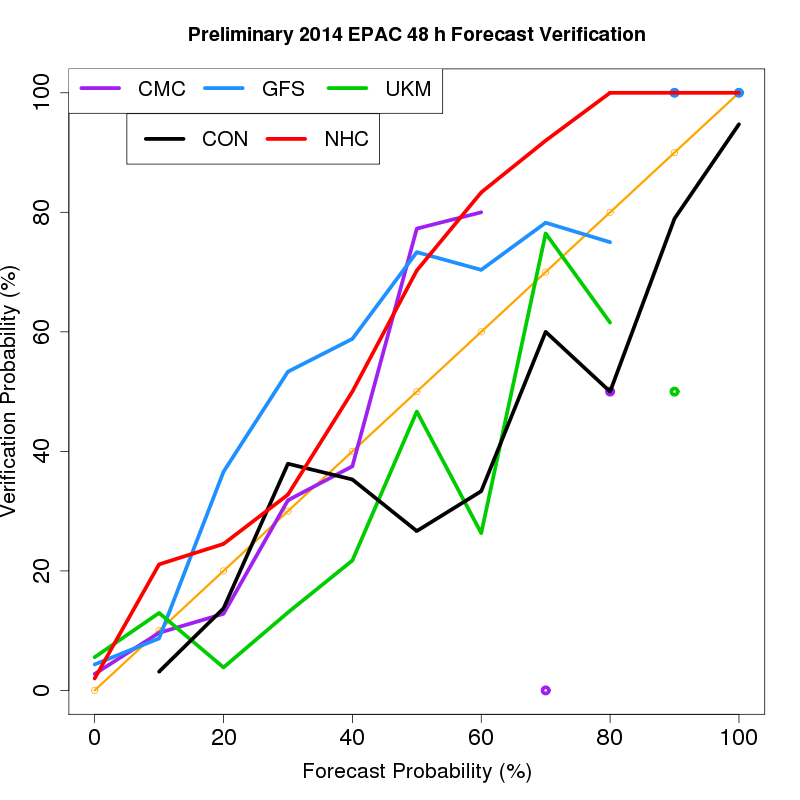 Preliminary 2014 EPAC 48 h Forecast Verification
CMC GFS UKM
CON NHC
Verification Probability (%)
100
80
60
40
20
0
0 20 40 60 80 100
Forecast Probability (%)